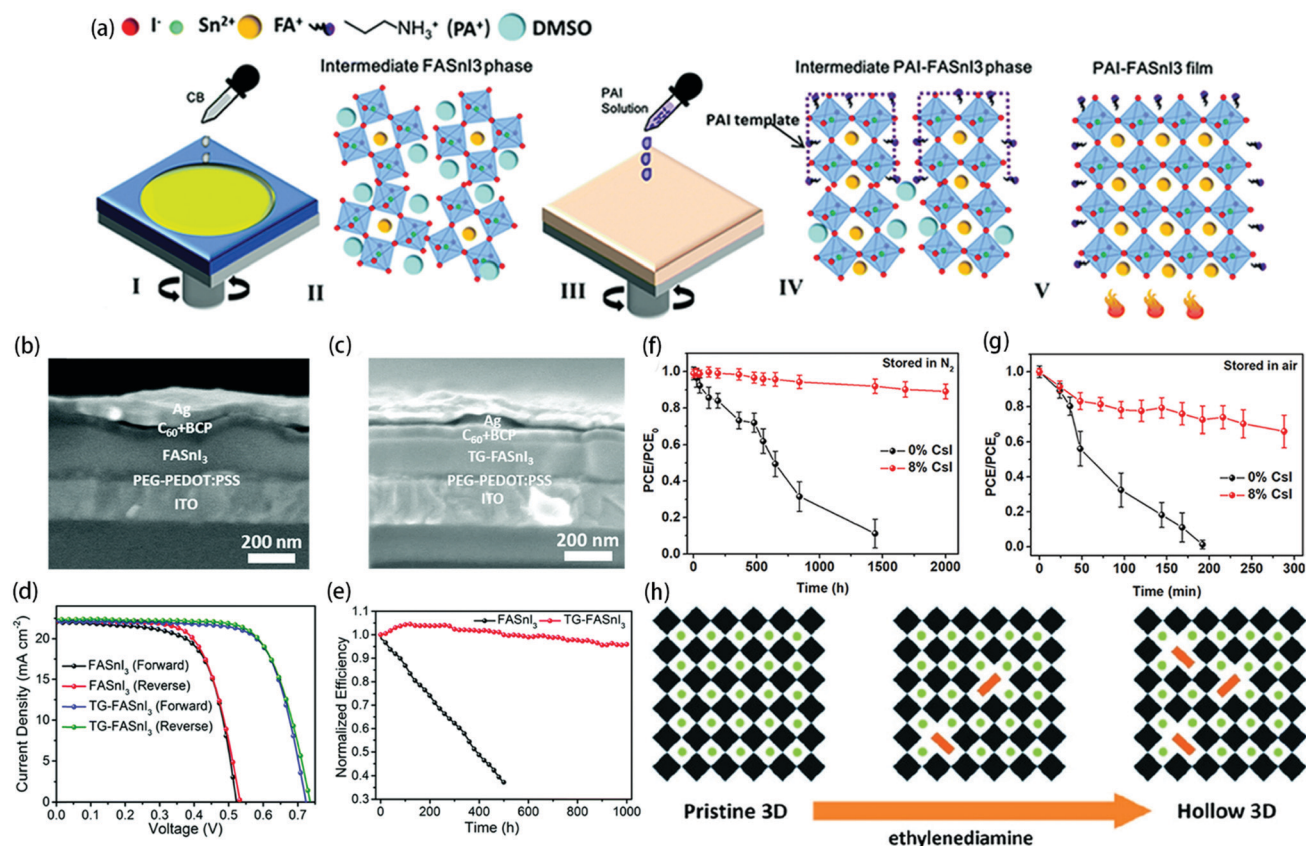 (a) I⁻ Sn²⁺ FA⁺ NH₃⁺ (PA⁺) DMSO
CB
Intermediate FASnI3 phase
PAI
Solution
Intermediate PAI-FASnI3 phase
PAI-FASnI3 film
PAI template
I
II
III
IV
V
(b)
Ag
C₆₀+BCP
FASnI₃
PEG-PEDOT:PSS
ITO
200 nm
(c)
Ag
C₆₀+BCP
TG-FASnI₃
PEG-PEDOT:PSS
ITO
200 nm
(f)
Stored in N₂
PCE/PCE₀
1.0
0.8
0.6
0.4
0.2
0.0
0% CsI
8% CsI
0 500 1000 1500 2000
Time (h)
(g)
Stored in air
PCE/PCE₀
1.0
0.8
0.6
0.4
0.2
0.0
0% CsI
8% CsI
0 50 100 150 200 250 300
Time (min)
(d)
Current Density (mA cm⁻²)
20
15
10
5
0
FASnI₃ (Forward)
FASnI₃ (Reverse)
TG-FASnI₃ (Forward)
TG-FASnI₃ (Reverse)
0.0 0.1 0.2 0.3 0.4 0.5 0.6 0.7
Voltage (V)
(e)
Normalized Efficiency
1.1
1.0
0.9
0.8
0.7
0.6
0.5
0.4
0.3
FASnI₃ TG-FASnI₃
0 200 400 600 800 1000
Time (h)
(h)
Pristine 3D
Hollow 3D
ethylenediamine